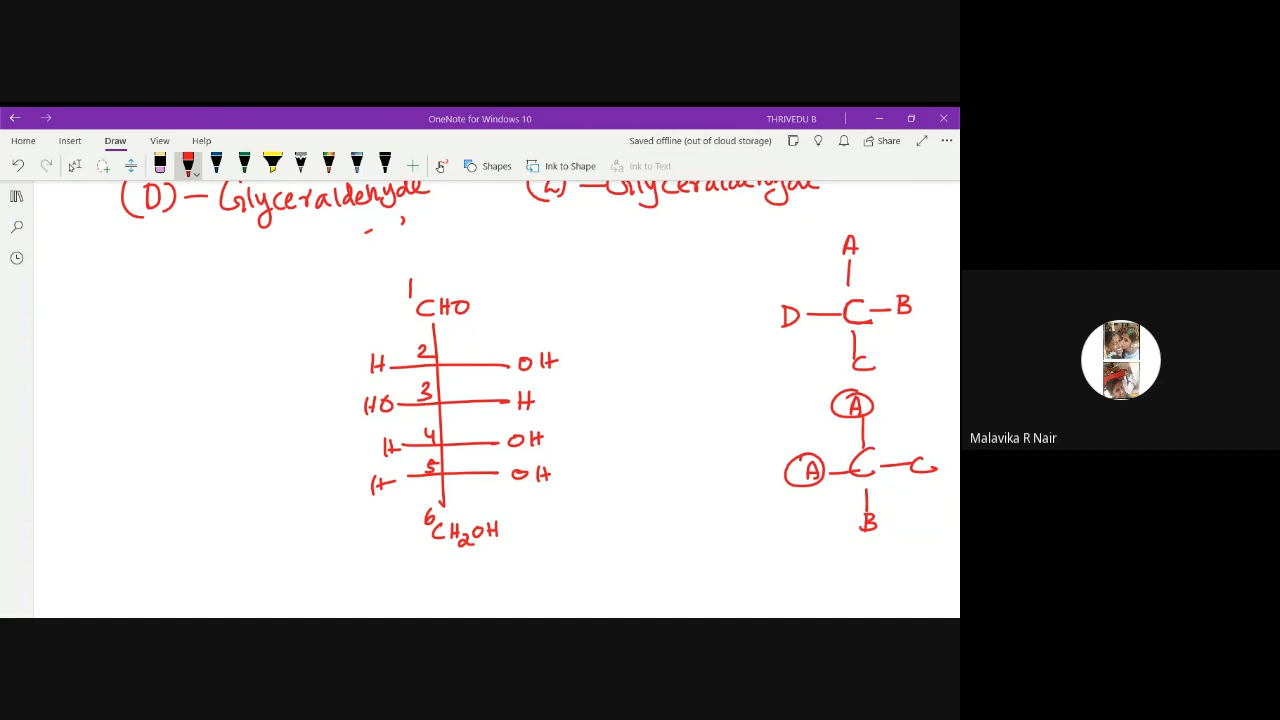 OneNote for Windows 10
THRIVEDU B
Home Insert Draw View Help
Saved offline (out of cloud storage)
Share
Shapes
Ink to Shape
Ink to Text
(D) - Glyceraldehyde
(L) - Glyceraldehyde
1
CHO
H 2 OH
HO 3 H
H 4 OH
H 5 OH
6
CH2OH
A
D C B
C
A
A C C
B
Malavika R Nair